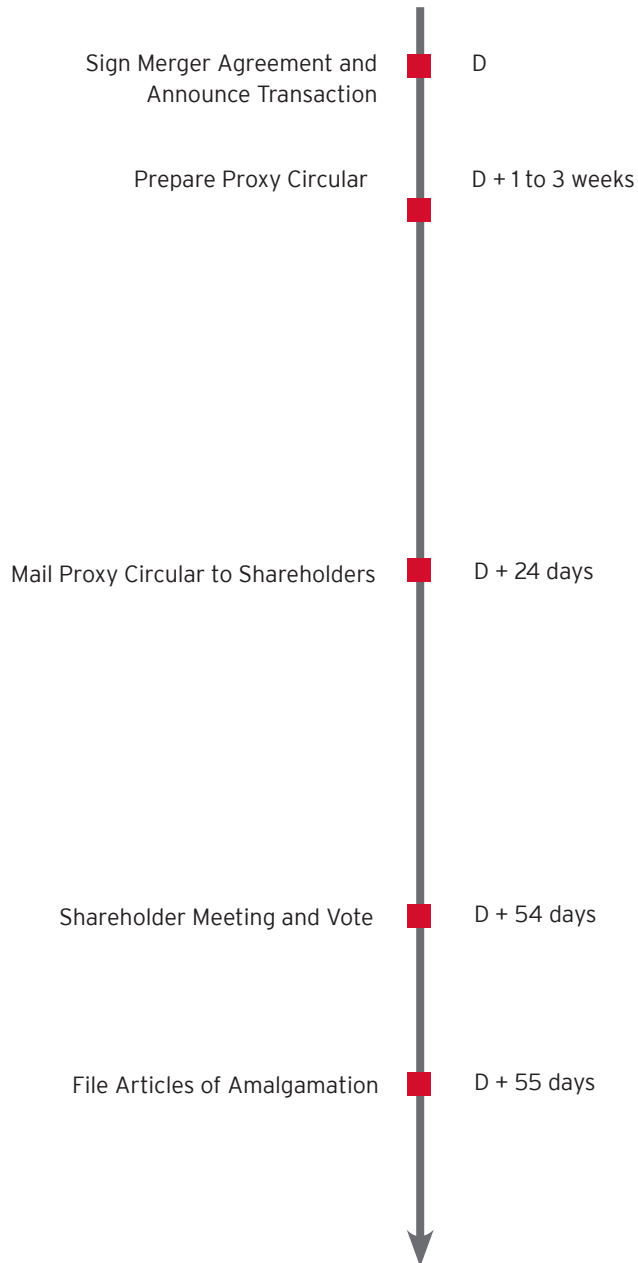 Sign Merger Agreement and
Announce Transaction
D
Prepare Proxy Circular
D + 1 to 3 weeks
Mail Proxy Circular to Shareholders
D + 24 days
Shareholder Meeting and Vote
D + 54 days
File Articles of Amalgamation
D + 55 days